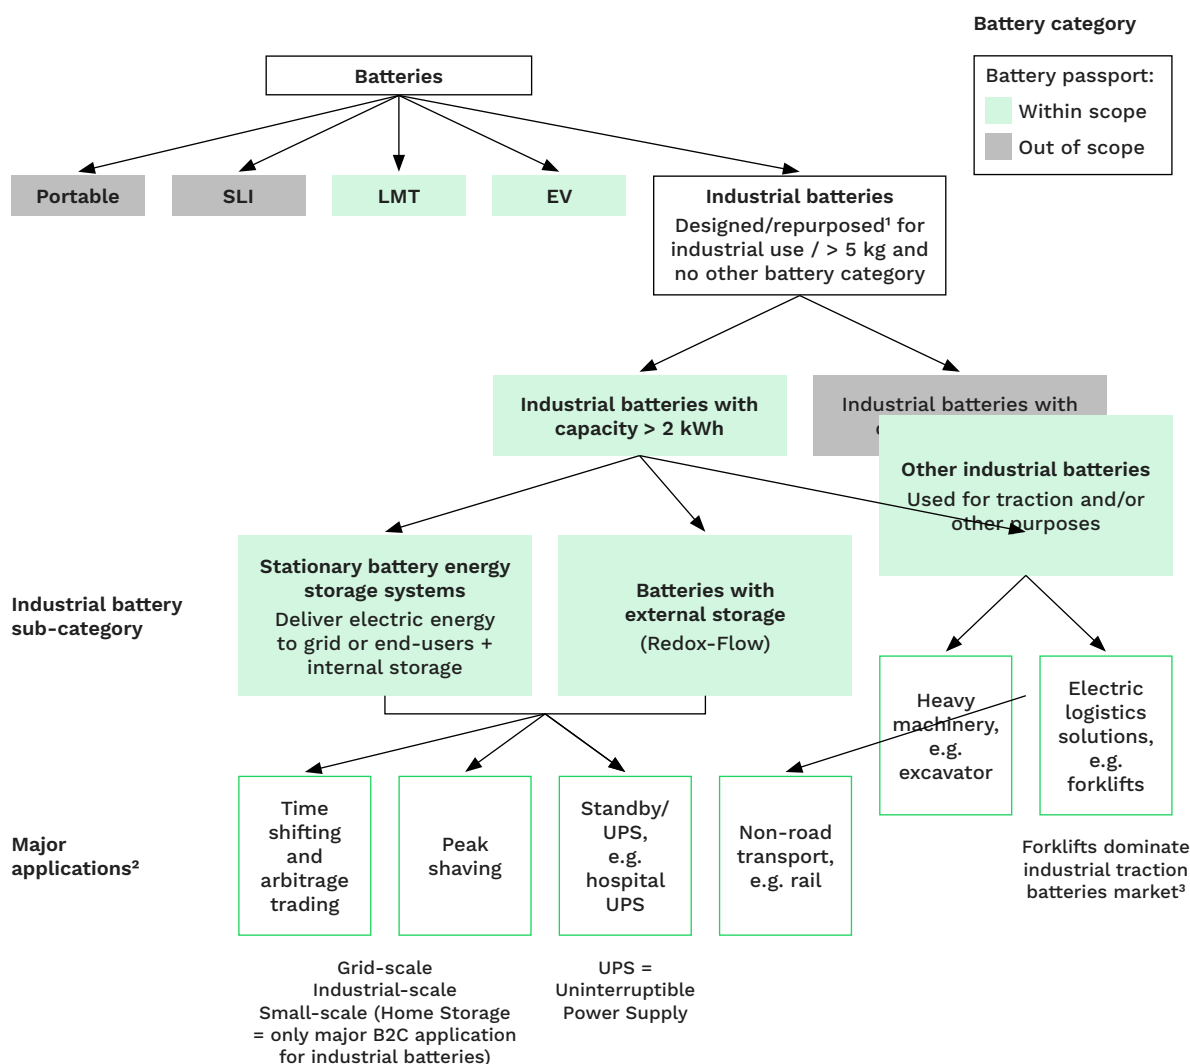 Battery category
Battery passport:
Within scope
Out of scope
Batteries
Portable
SLI
LMT
EV
Industrial batteries
Designed/repurposed¹ for
industrial use / > 5 kg and
no other battery category
Industrial batteries with
capacity > 2 kWh
Industrial batteries with
Other industrial batteries
Used for traction and/or
other purposes
Industrial battery
sub-category
Stationary battery energy
storage systems
Deliver electric energy
to grid or end-users +
internal storage
Batteries with
external storage
(Redox-Flow)
Heavy
machinery,
e.g.
excavator
Electric
logistics
solutions,
e.g.
forklifts
Major
applications²
Time
shifting
and
arbitrage
trading
Peak
shaving
Standby/
UPS,
e.g.
hospital
UPS
Non-road
transport,
e.g. rail
Forklifts dominate
industrial traction
batteries market³
Grid-scale
Industrial-scale
Small-scale (Home Storage
= only major B2C application
for industrial batteries)
UPS =
Uninterruptible
Power Supply